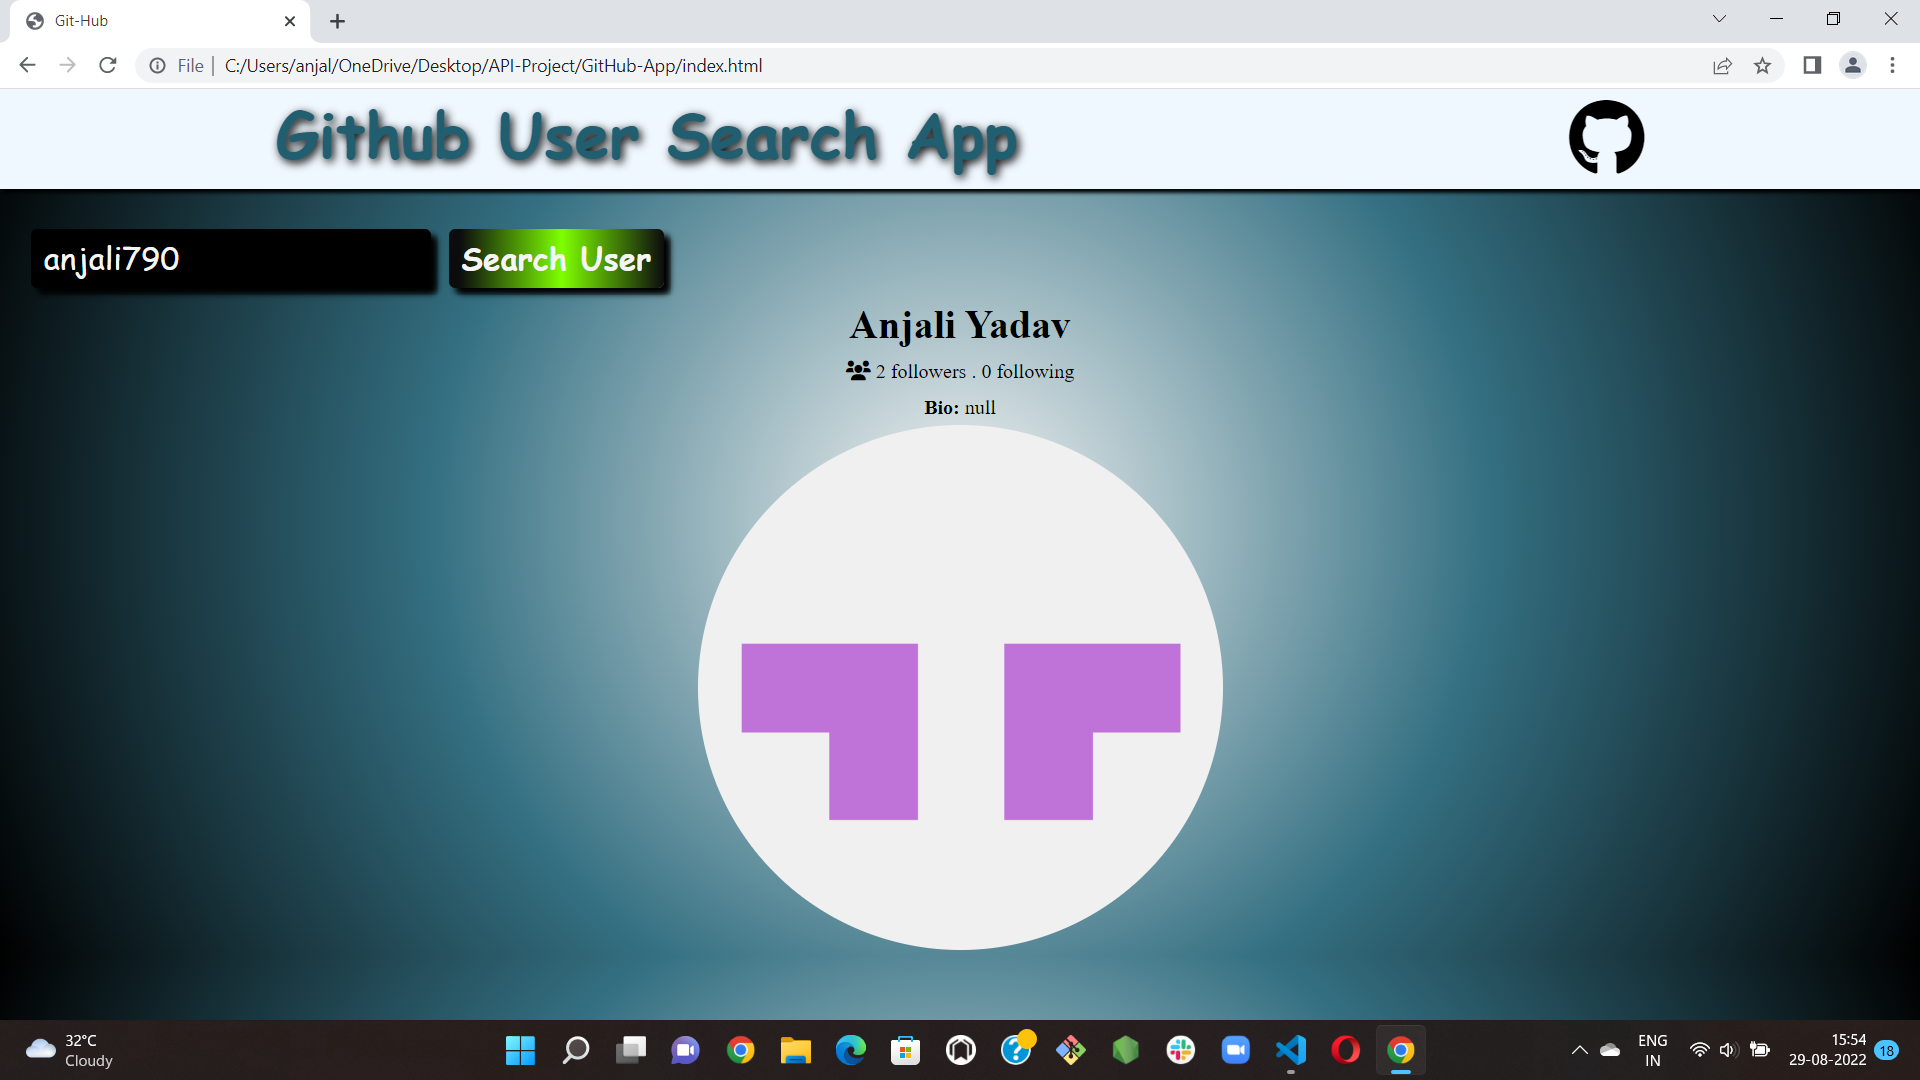 Git-Hub
File | C:/Users/anjal/OneDrive/Desktop/API-Project/GitHub-App/index.html
Github User Search App
anjali790
Search User
Anjali Yadav
2 followers . 0 following
Bio: null
32°C
Cloudy
ENG
IN
15:54
29-08-2022
18